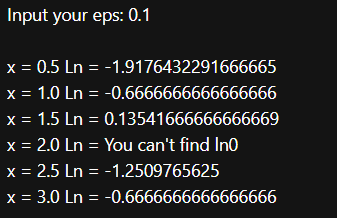 Input your eps: 0.1
x = 0.5 Ln = -1.9176432291666665
x = 1.0 Ln = -0.6666666666666666
x = 1.5 Ln = 0.13541666666666669
x = 2.0 Ln = You can't find ln0
x = 2.5 Ln = -1.2509765625
x = 3.0 Ln = -0.6666666666666666